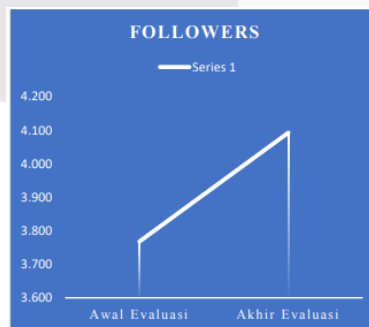 FOLLOWERS
Series 1
4.200
4.100
4.000
3.900
3.800
3.700
3.600
Awal Evaluasi Akhir Evaluasi